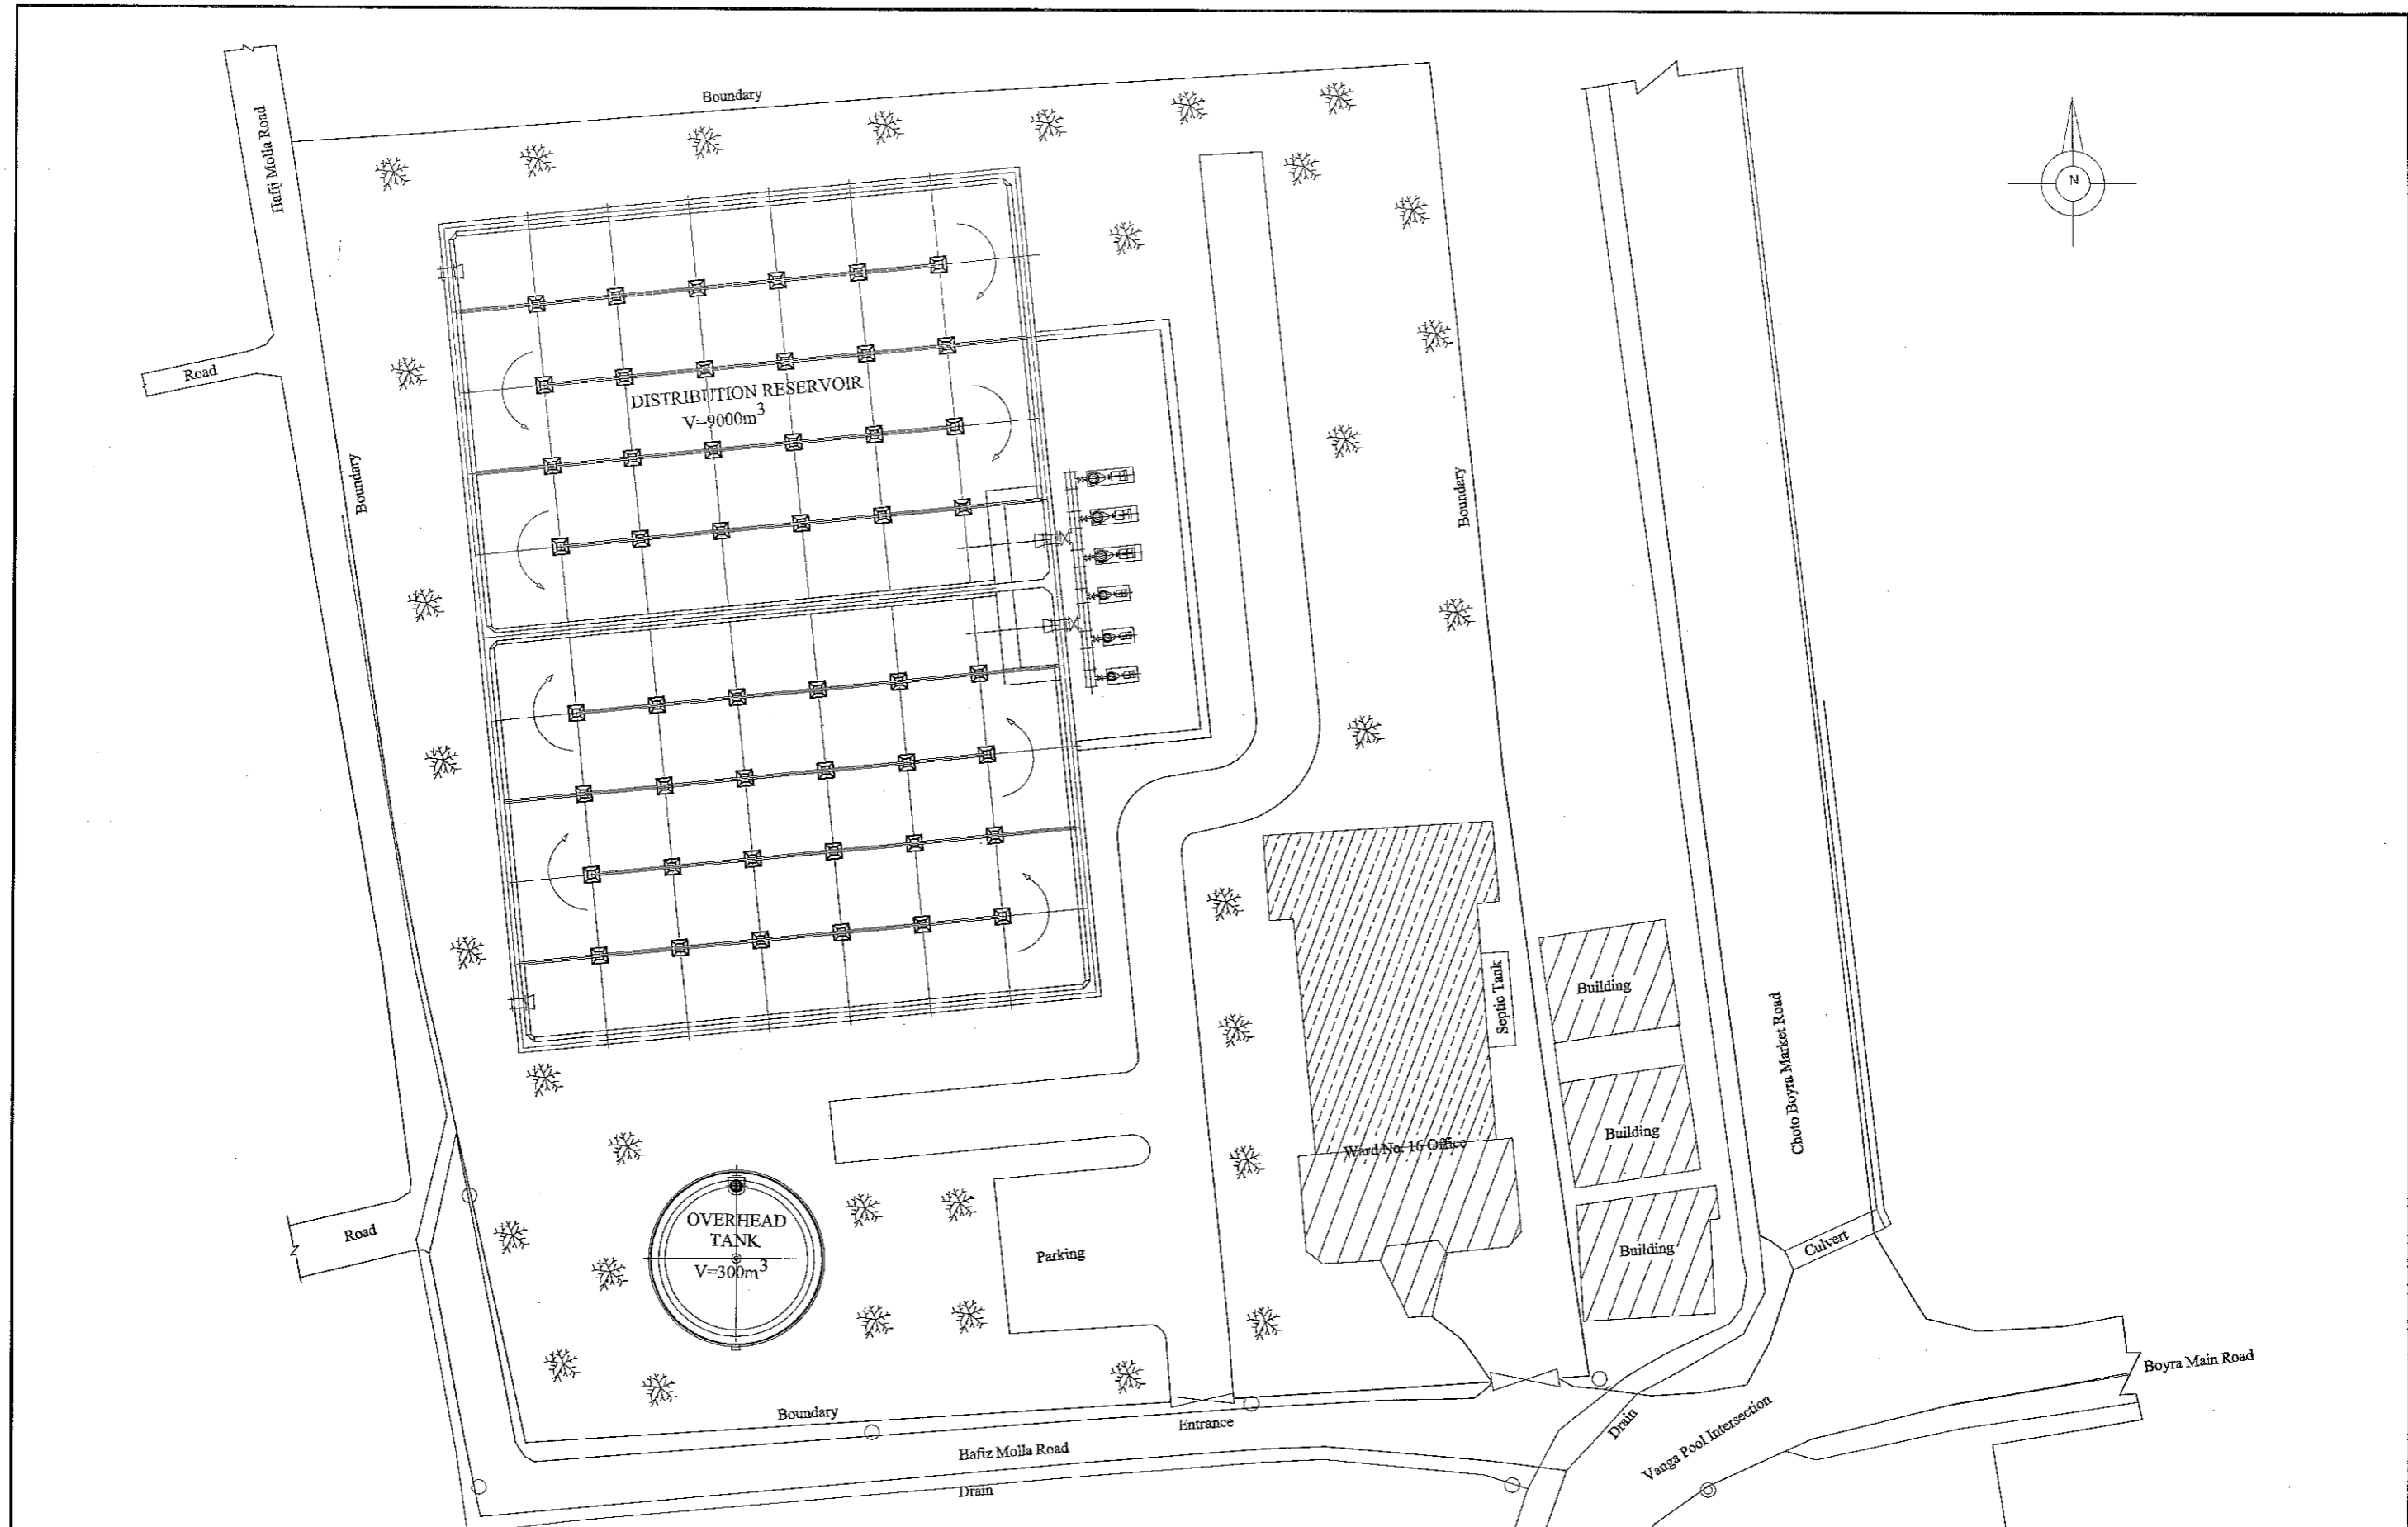 Boundary
Hafij Molla Road
N
Road
DISTRIBUTION RESERVOIR
V=9000m³
Boundary
Boundary
Septic Tank
Building
Choto Boyra Market Road
Building
Ward No. 16 Office
Road
OVERHEAD
TANK
V=300m³
Parking
Building
Culvert
Boyra Main Road
Boundary
Entrance
Drain
Vanga Pool Intersection
Hafiz Molla Road
Drain